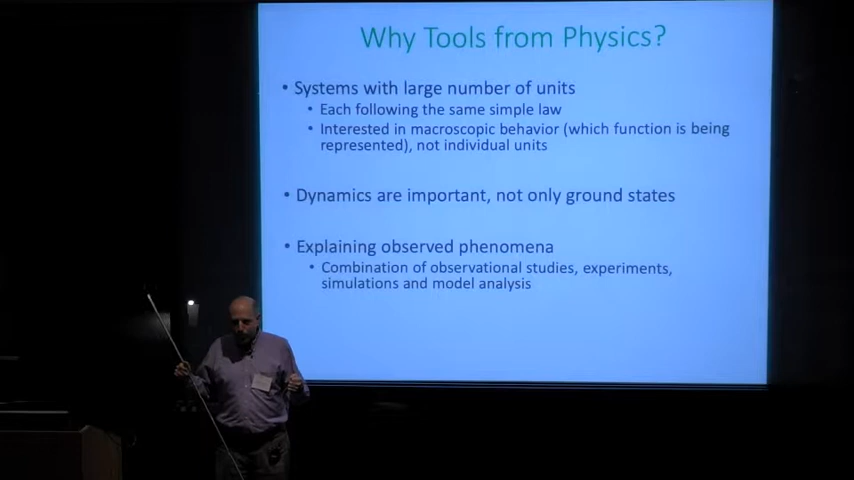 Why Tools from Physics?
• Systems with large number of units
• Each following the same simple law
• Interested in macroscopic behavior (which function is being
represented), not individual units
• Dynamics are important, not only ground states
• Explaining observed phenomena
• Combination of observational studies, experiments,
simulations and model analysis